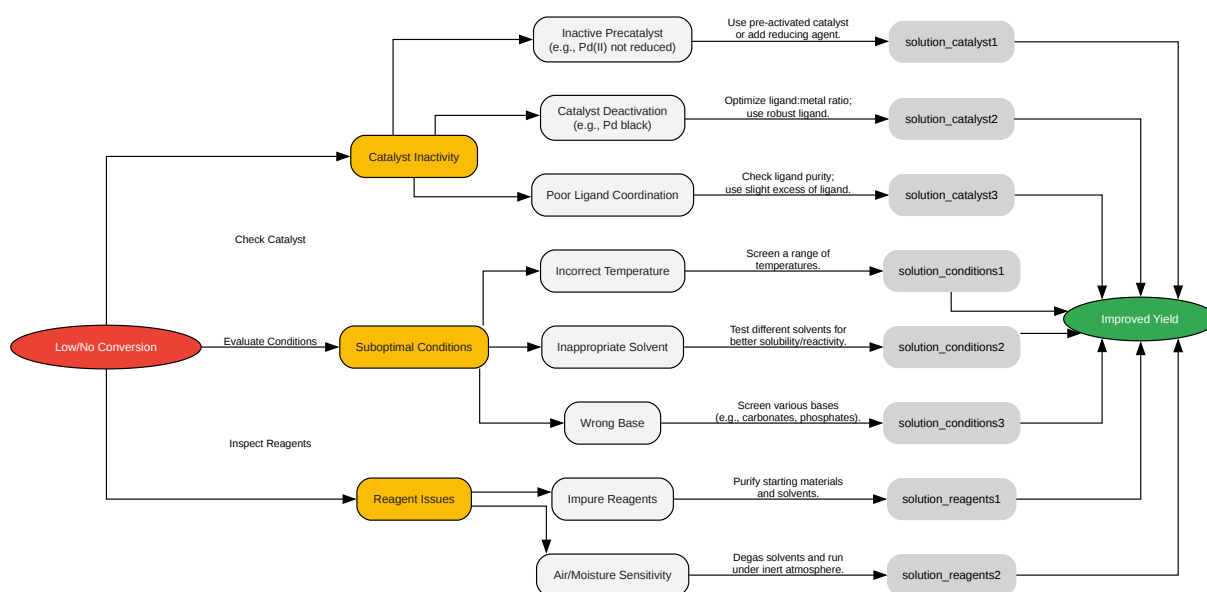 Inactive Precatalyst
(e.g., Pd(II) not reduced)
Use pre-activated catalyst
or add reducing agent.
solution_catalyst1
Catalyst Deactivation
(e.g., Pd black)
Optimize ligand:metal ratio;
use robust ligand.
solution_catalyst2
Catalyst Inactivity
Poor Ligand Coordination
Check ligand purity;
use slight excess of ligand.
solution_catalyst3
Check Catalyst
Incorrect Temperature
Screen a range of
temperatures.
solution_conditions1
Improved Yield
Low/No Conversion
Evaluate Conditions
Suboptimal Conditions
Inappropriate Solvent
Test different solvents for
better solubility/reactivity.
solution_conditions2
Wrong Base
Screen various bases
(e.g., carbonates, phosphates).
solution_conditions3
Inspect Reagents
Reagent Issues
Impure Reagents
Purify starting materials
and solvents.
solution_reagents1
Air/Moisture Sensitivity
Degas solvents and run
under inert atmosphere.
solution_reagents2